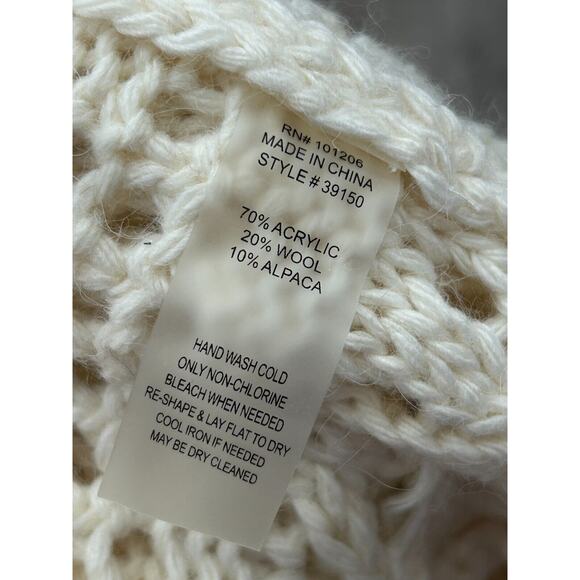 RN# 101206
MADE IN CHINA
STYLE # 39150
70% ACRYLIC
20% WOOL
10% ALPACA
HAND WASH COLD
ONLY NON-CHLORINE
BLEACH WHEN NEEDED
RE-SHAPE & LAY FLAT TO DRY
COOL IRON IF NEEDED
MAY BE DRY CLEANED